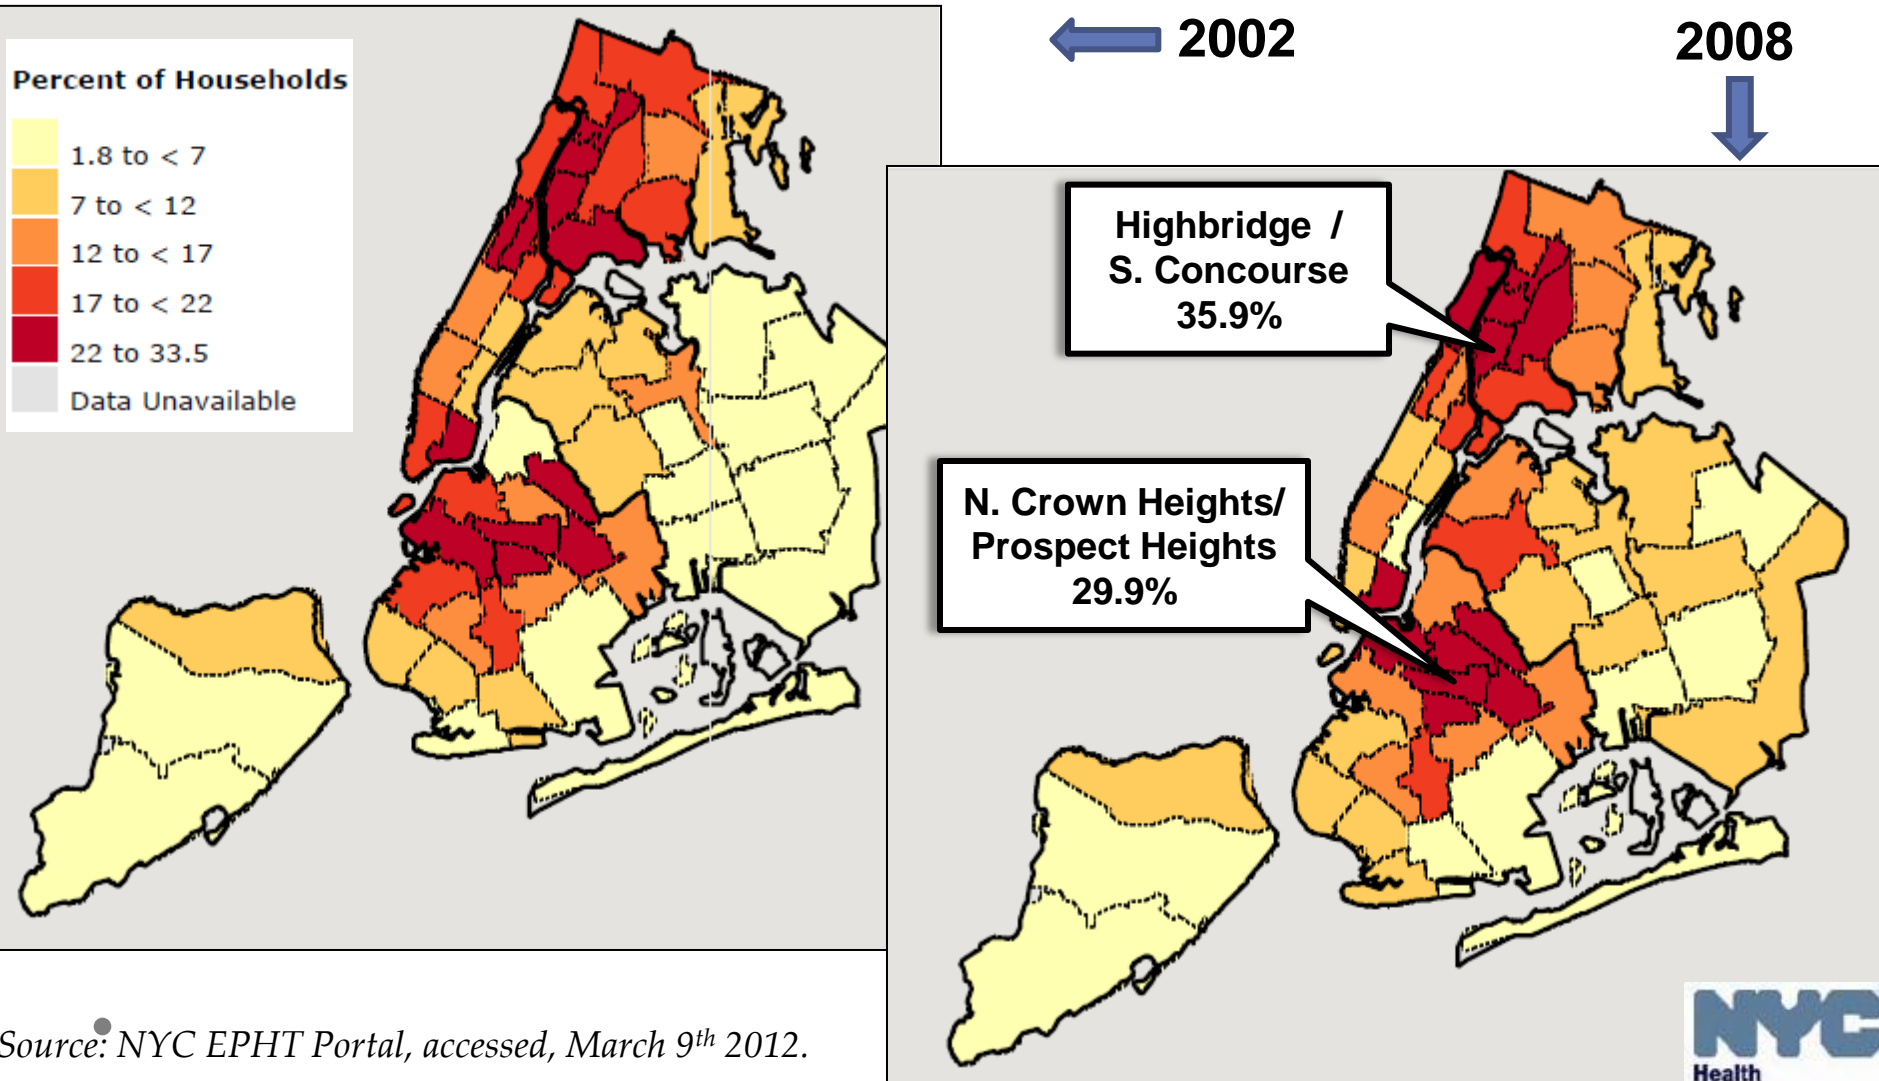 2002
2008
Percent of Households
1.8 to < 7
7 to < 12
12 to < 17
17 to < 22
22 to 33.5
Data Unavailable
Highbridge /
S. Concourse
35.9%
N. Crown Heights/
Prospect Heights
29.9%
Source: NYC EPHT Portal, accessed, March 9th 2012.
NYC
Health